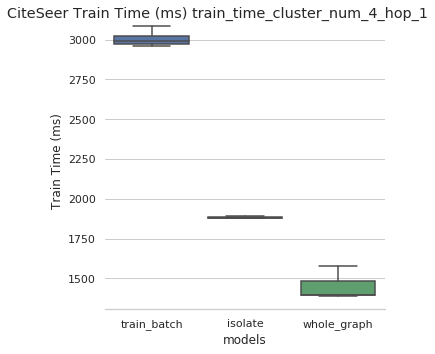 CiteSeer Train Time (ms) train_time_cluster_num_4_hop_1
3000
2750
2500
2250
2000
1750
1500
Train Time (ms)
train_batch
isolate
whole_graph
models